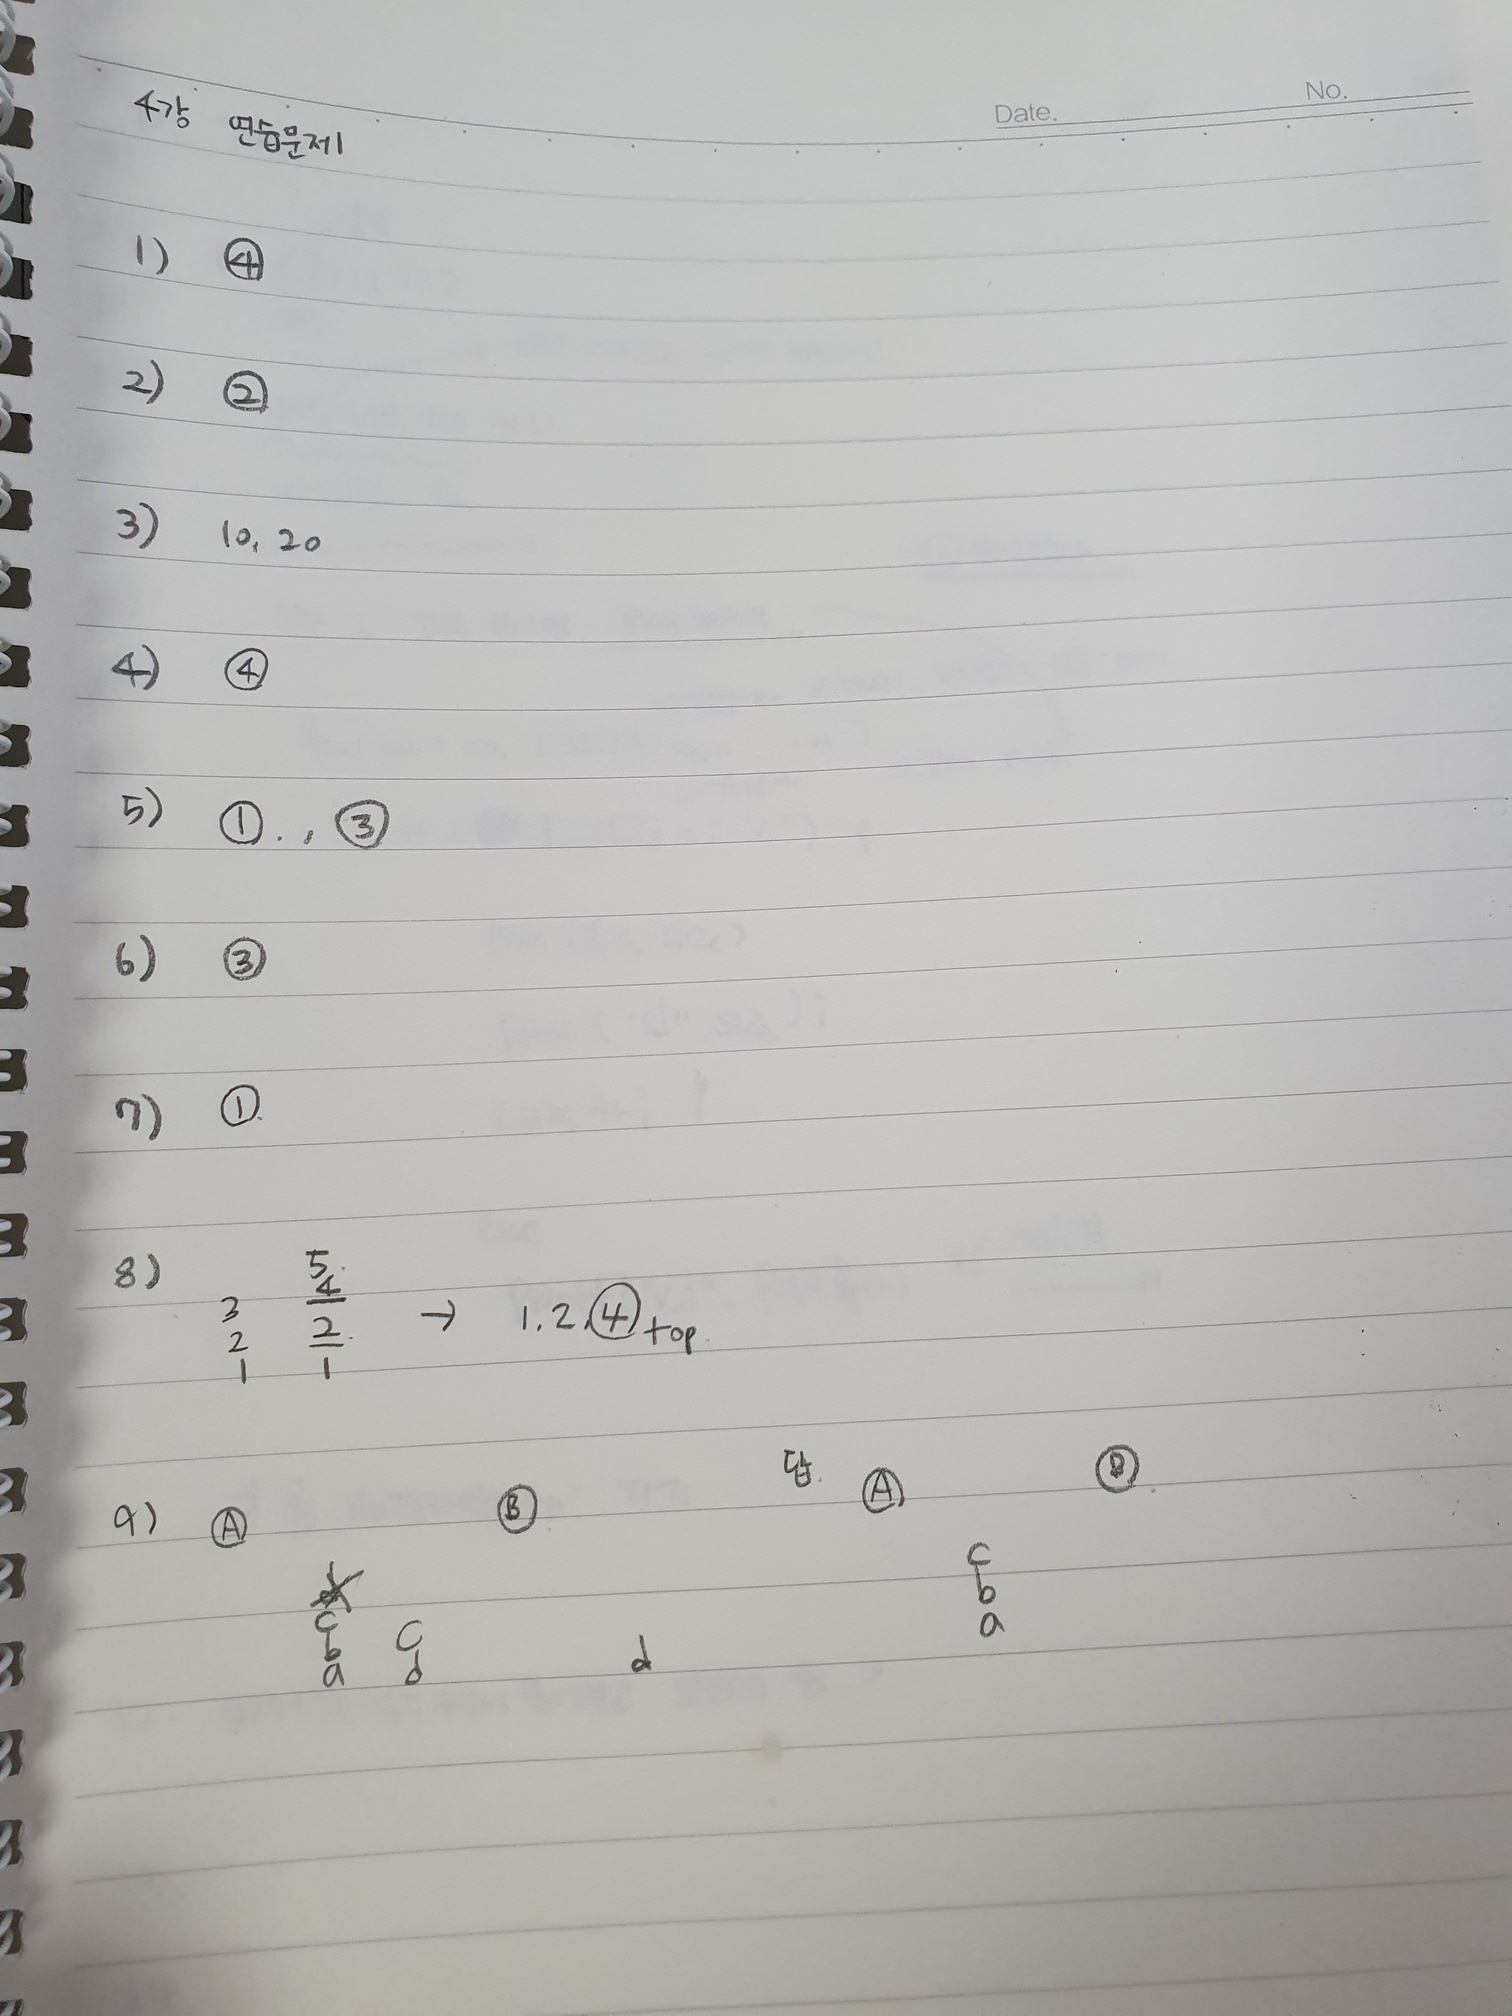 No.
Date.
4강 연습문제1
1) ④
2) ②
3) 10, 20
4) ④
5) ①., ③
6) ③
7) ①.
8)
5.
3 4
2 2. → 1, 2, ④ top.
1 1
9) Ⓐ Ⓑ 답. Ⓐ Ⓑ.
c
b
c a
b c
a d d